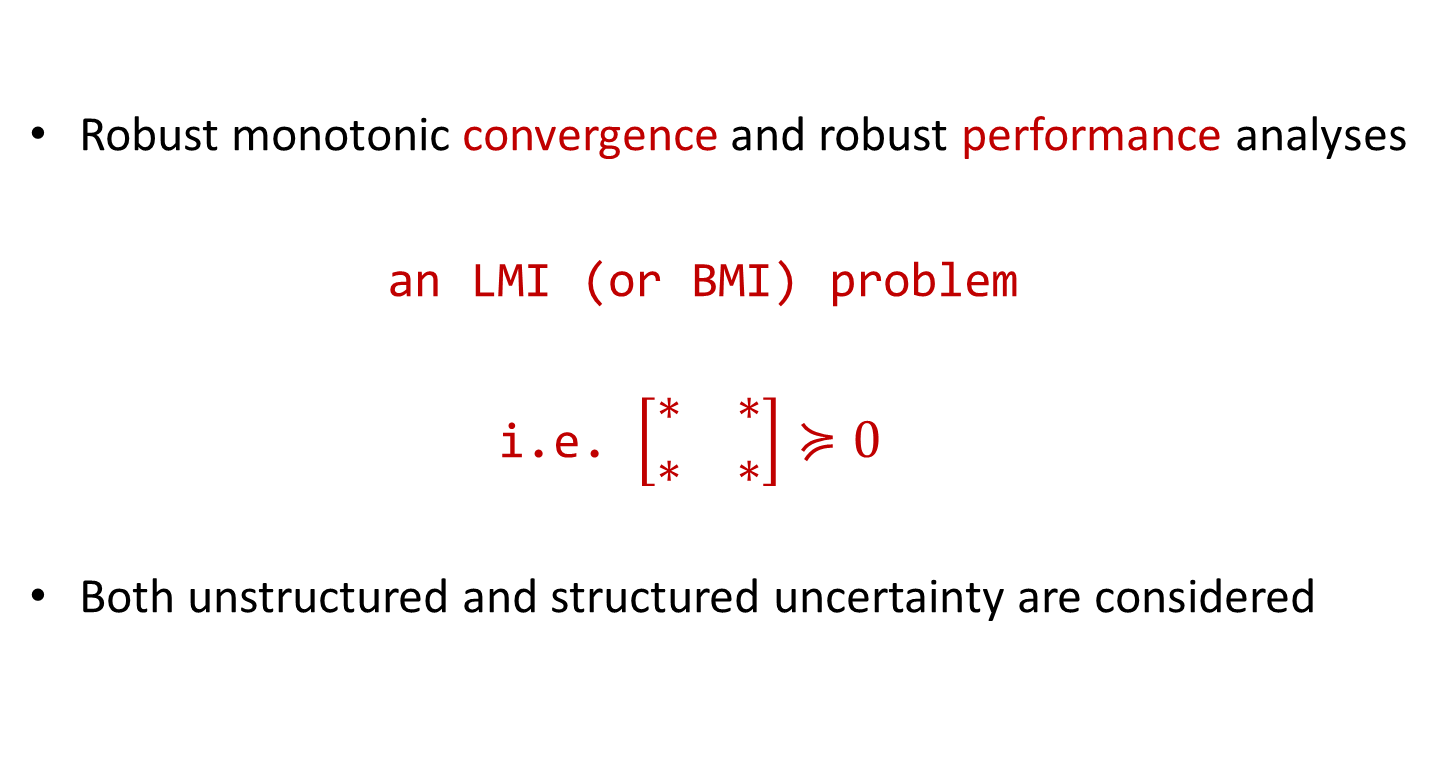 • Robust monotonic convergence and robust performance analyses
an LMI (or BMI) problem
i.e. [* * * *] ≽ 0
• Both unstructured and structured uncertainty are considered